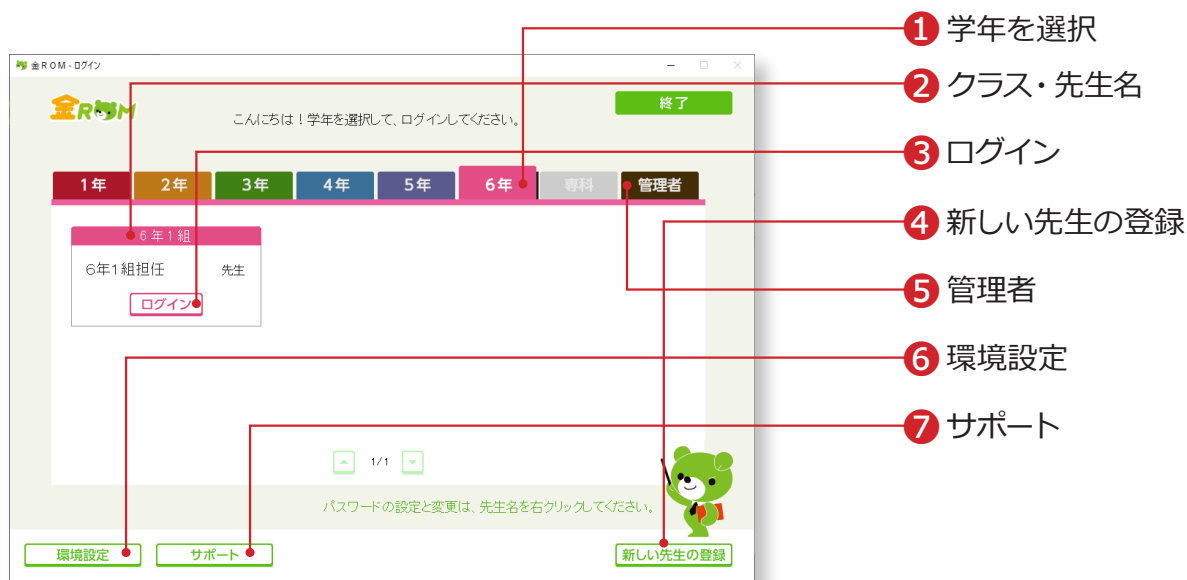 ❶ 学年を選択
金ROM - ログイン
❷ クラス・先生名
金ROM
終了
こんにちは！学年を選択して、ログインしてください。
❸ ログイン
1年 2年 3年 4年 5年 6年 専科 管理者
❹ 新しい先生の登録
6年1組
6年1組担任 先生
❺ 管理者
ログイン
❻ 環境設定
❼ サポート
1/1
パスワードの設定と変更は、先生名を右クリックしてください。
環境設定 サポート 新しい先生の登録